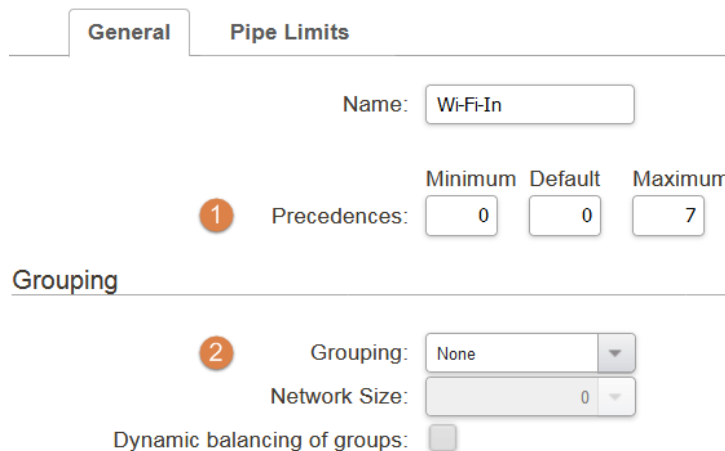 General Pipe Limits
Name: Wi-Fi-In
Minimum Default Maximum
1 Precedences: 0 0 7
Grouping
2 Grouping: None
Network Size: 0
Dynamic balancing of groups: